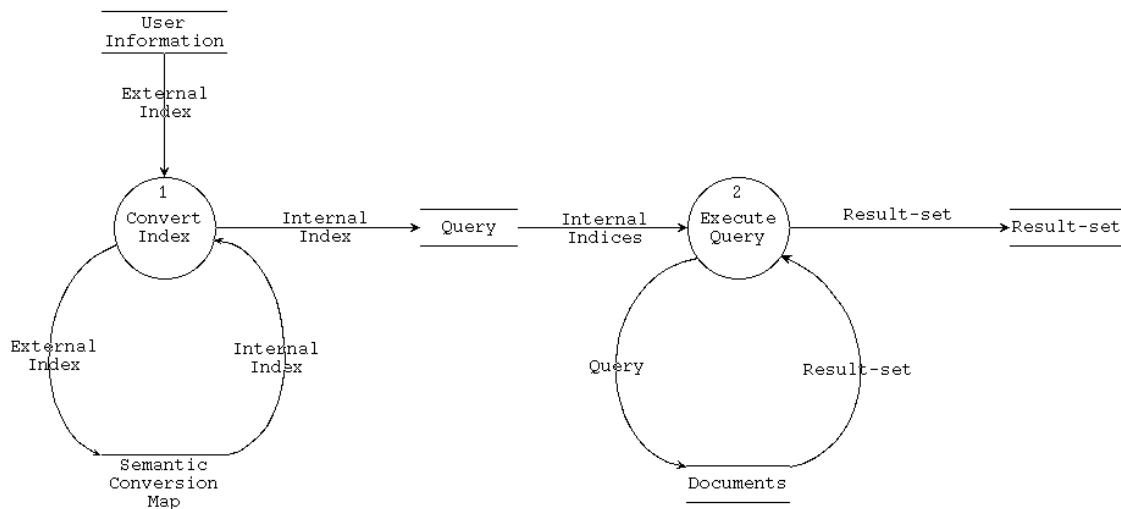 User
Information
External
Index
1
Convert
Index
Internal
Index
Query
Internal
Indices
2
Execute
Query
Result-set
Result-set
External
Index
Internal
Index
Query
Result-set
Semantic
Conversion
Map
Documents